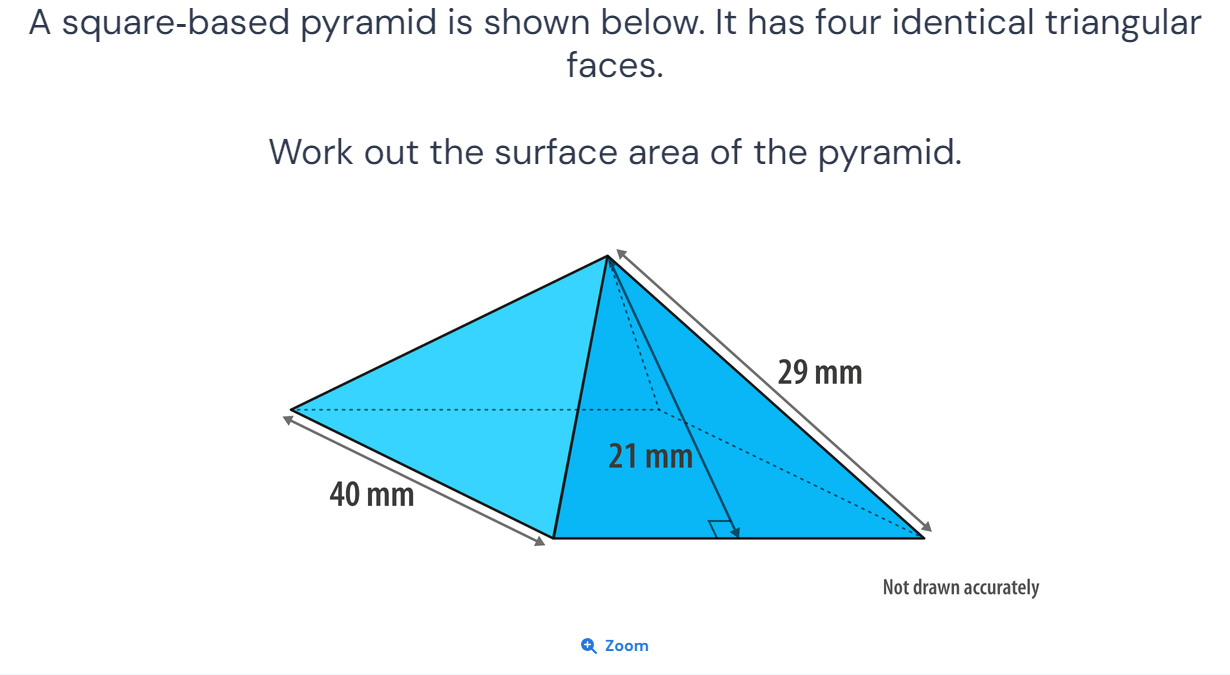 A square-based pyramid is shown below. It has four identical triangular
faces.
Work out the surface area of the pyramid.
29 mm
21 mm
40 mm
Not drawn accurately
Zoom